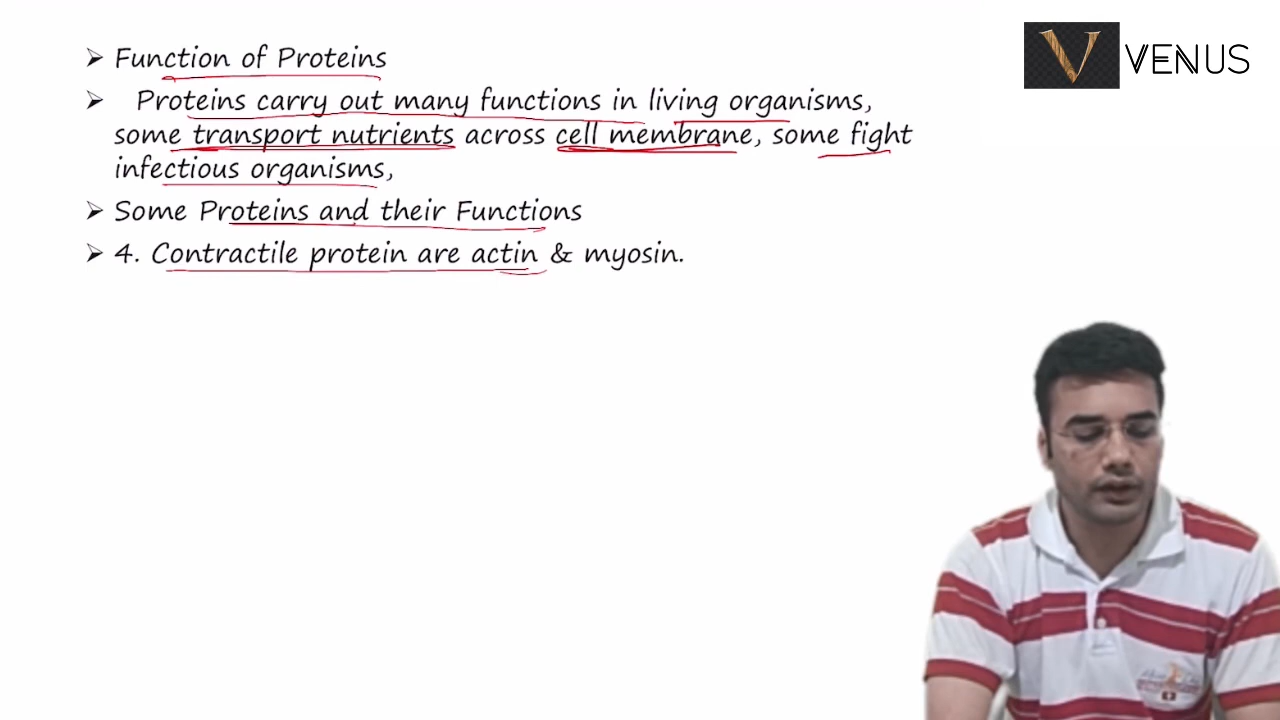 VENUS
➢ Function of Proteins
➢ Proteins carry out many functions in living organisms,
some transport nutrients across cell membrane, some fight
infectious organisms,
➢ Some Proteins and their Functions
➢ 4. Contractile protein are actin & myosin.